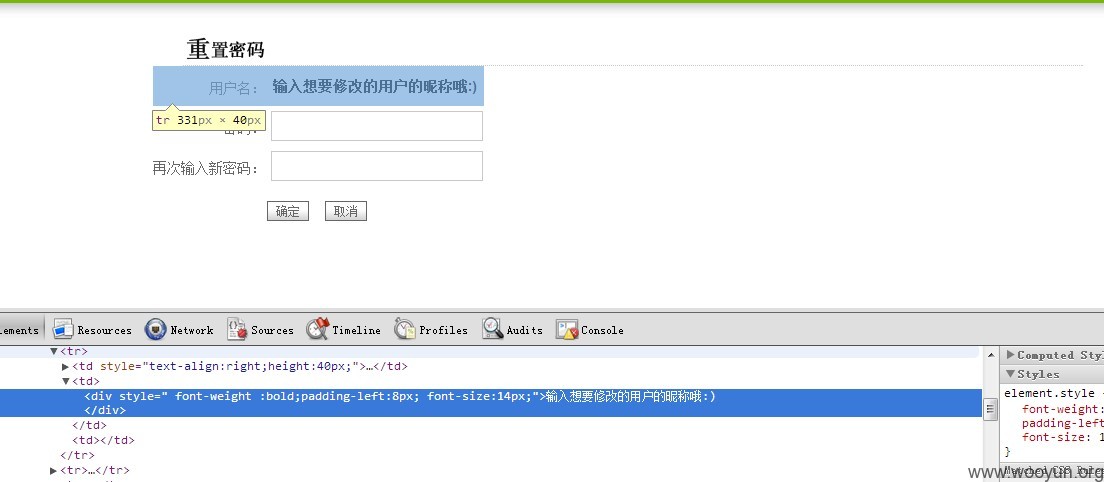 重置密码
用户名： 输入想要修改的用户的昵称哦:)
tr 331px × 40px
密码：
再次输入新密码：
确定 取消
lements Resources Network Sources Timeline Profiles Audits Console
▼<tr>
▶<td style="text-align:right;height:40px;">…</td>
▼<td>
<div style=" font-weight :bold;padding-left:8px; font-size:14px;">输入想要修改的用户的昵称哦:)
</div>
</td>
<td></td>
</tr>
▶<tr>…</tr>
▶Computed Sty
▼Styles
element.style
font-weight:
padding-left
font-size: 1
}
Matched CSS Rules
www.wooyun.org